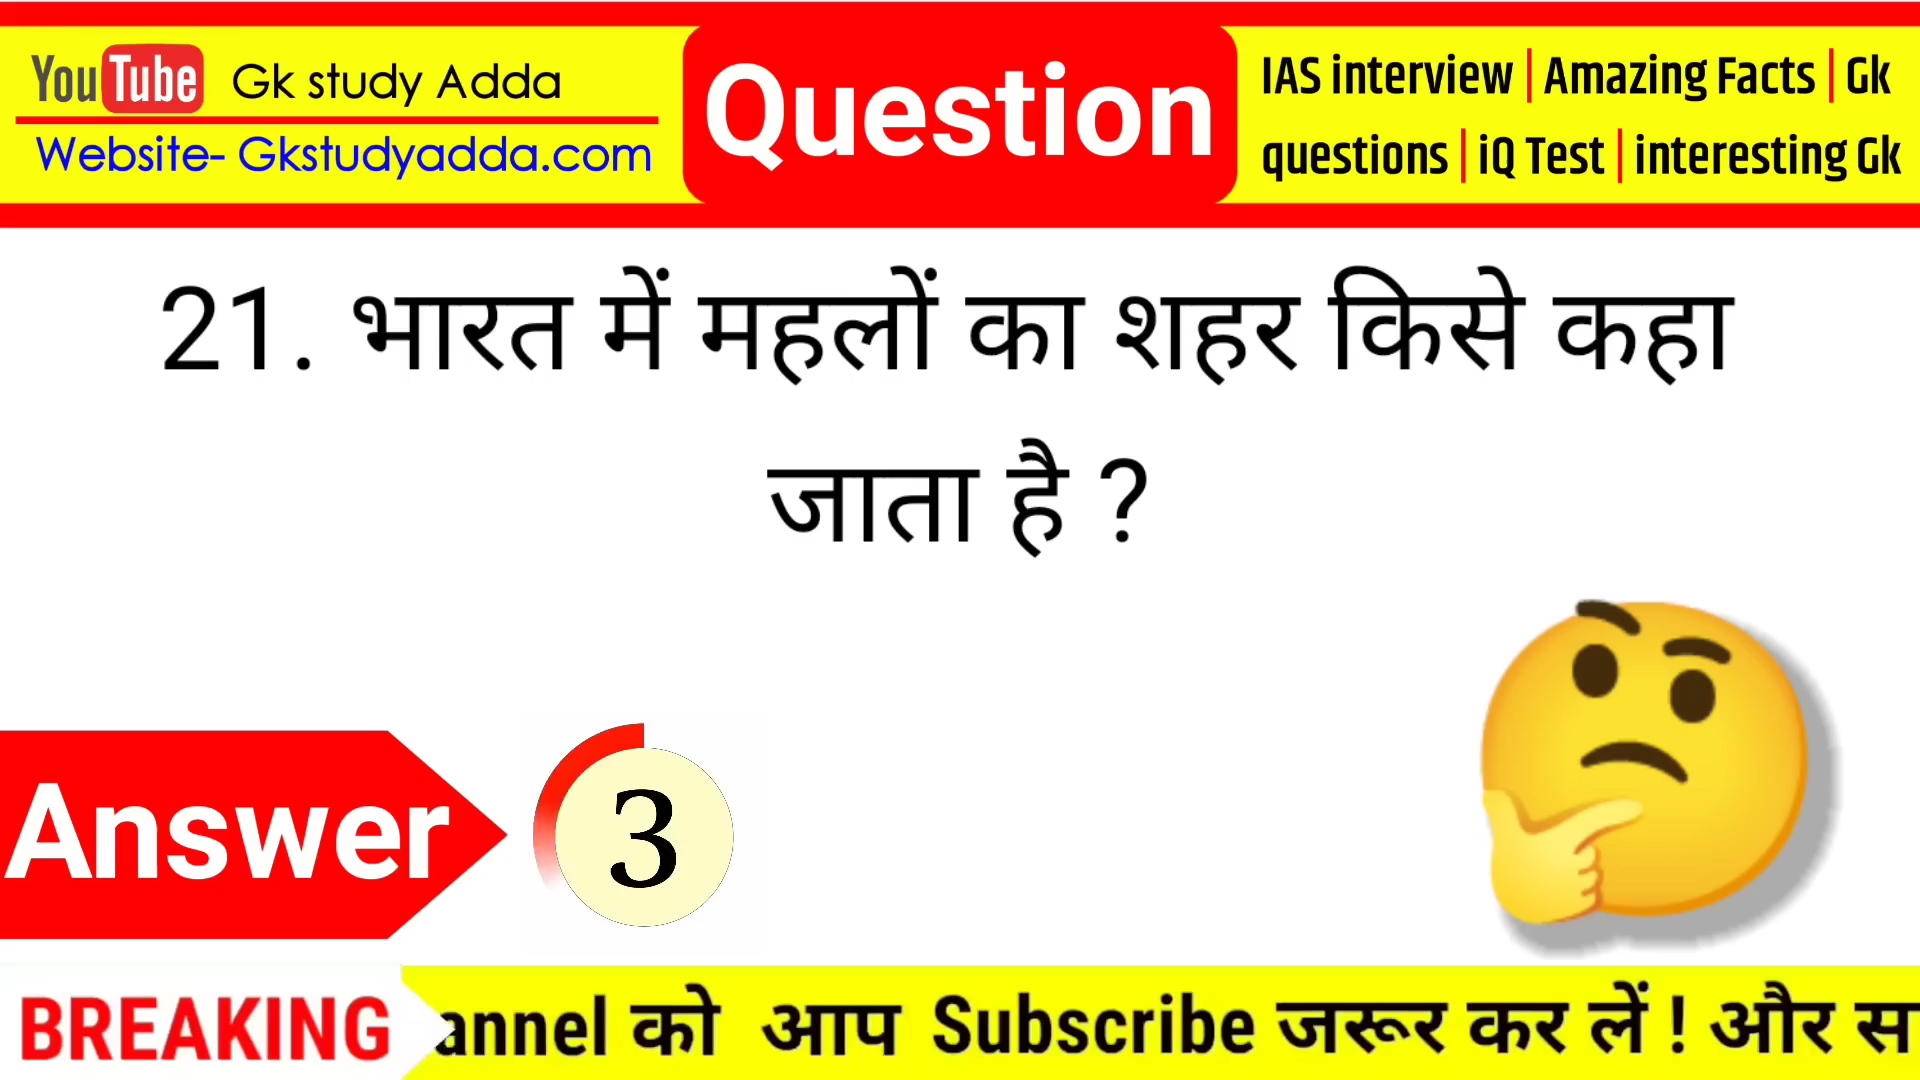 YouTube Gk study Adda
Website- Gkstudyadda.com
Question
IAS interview | Amazing Facts | Gk
questions | iQ Test | interesting Gk
21. भारत में महलों का शहर किसे कहा
जाता है ?
Answer
3
BREAKING annel को आप Subscribe जरूर कर लें ! और स